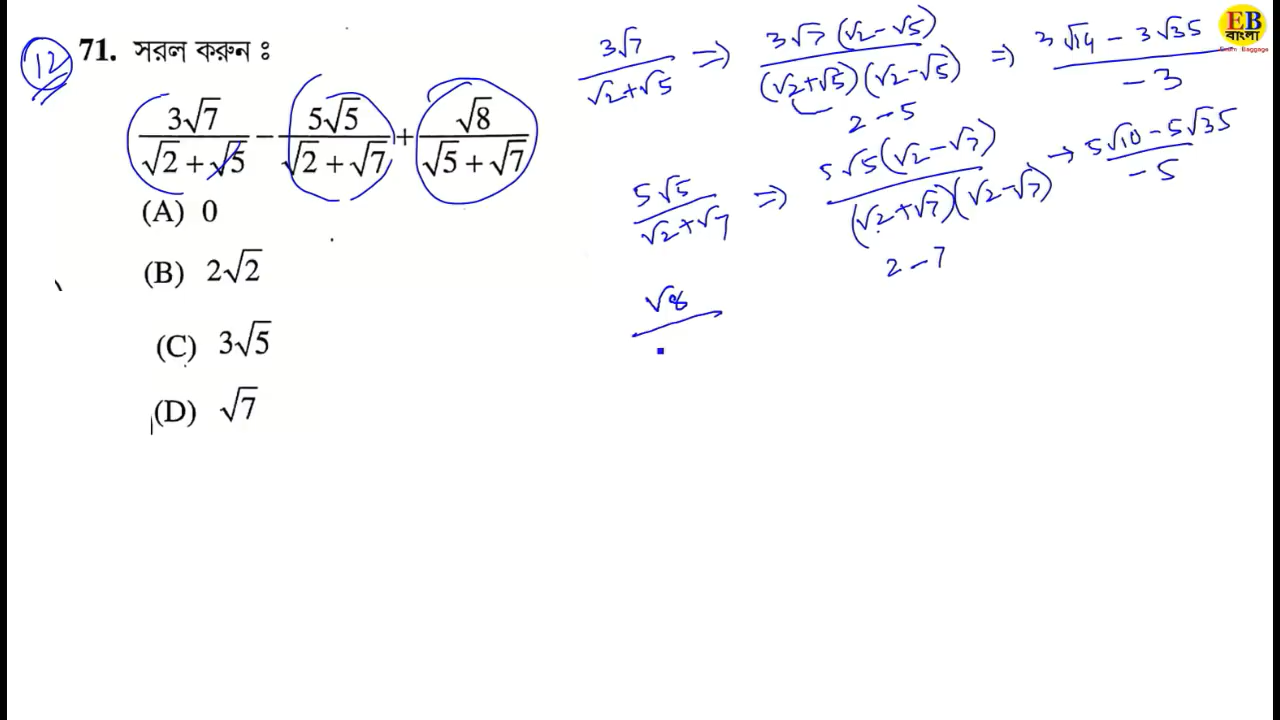 12
71. সরল করুন ঃ
3√7/(√2 + √5) − 5√5/(√2 + √7) + √8/(√5 + √7)
(A) 0
(B) 2√2
(C) 3√5
(D) √7
3√7/(√2+√5) ⇒ 3√7(√2−√5)/((√2+√5)(√2−√5)) ⇒ (3√14 − 3√35)/−3
2−5
5√5/(√2+√7) ⇒ 5√5(√2−√7)/((√2+√7)(√2−√7)) → (5√10−5√35)/−5
2−7
√8
EB
বাংলা
Exam Baggage